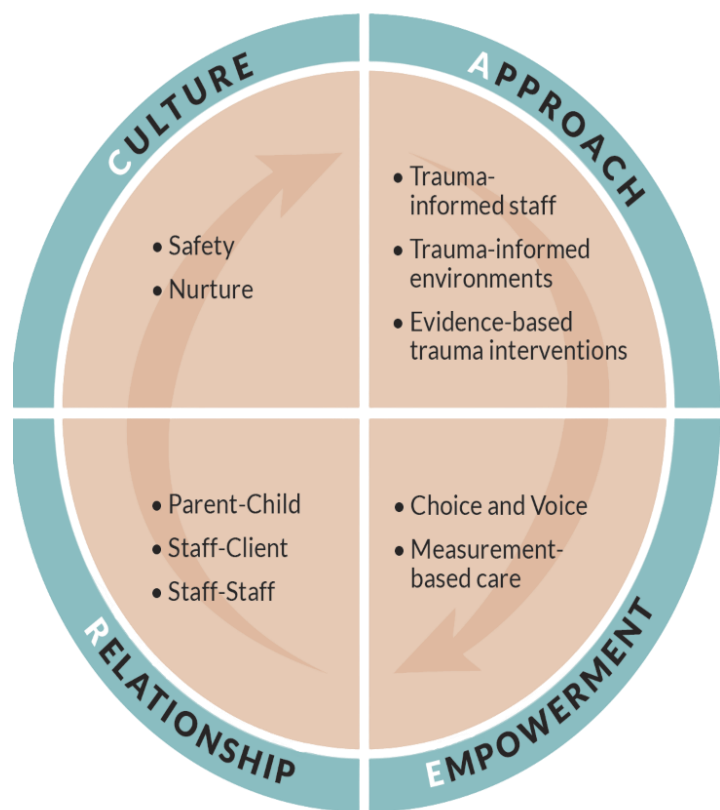 CULTURE
• Safety
• Nurture
APPROACH
• Trauma-
informed staff
• Trauma-informed
environments
• Evidence-based
trauma interventions
RELATIONSHIP
• Parent-Child
• Staff-Client
• Staff-Staff
EMPOWERMENT
• Choice and Voice
• Measurement-
based care